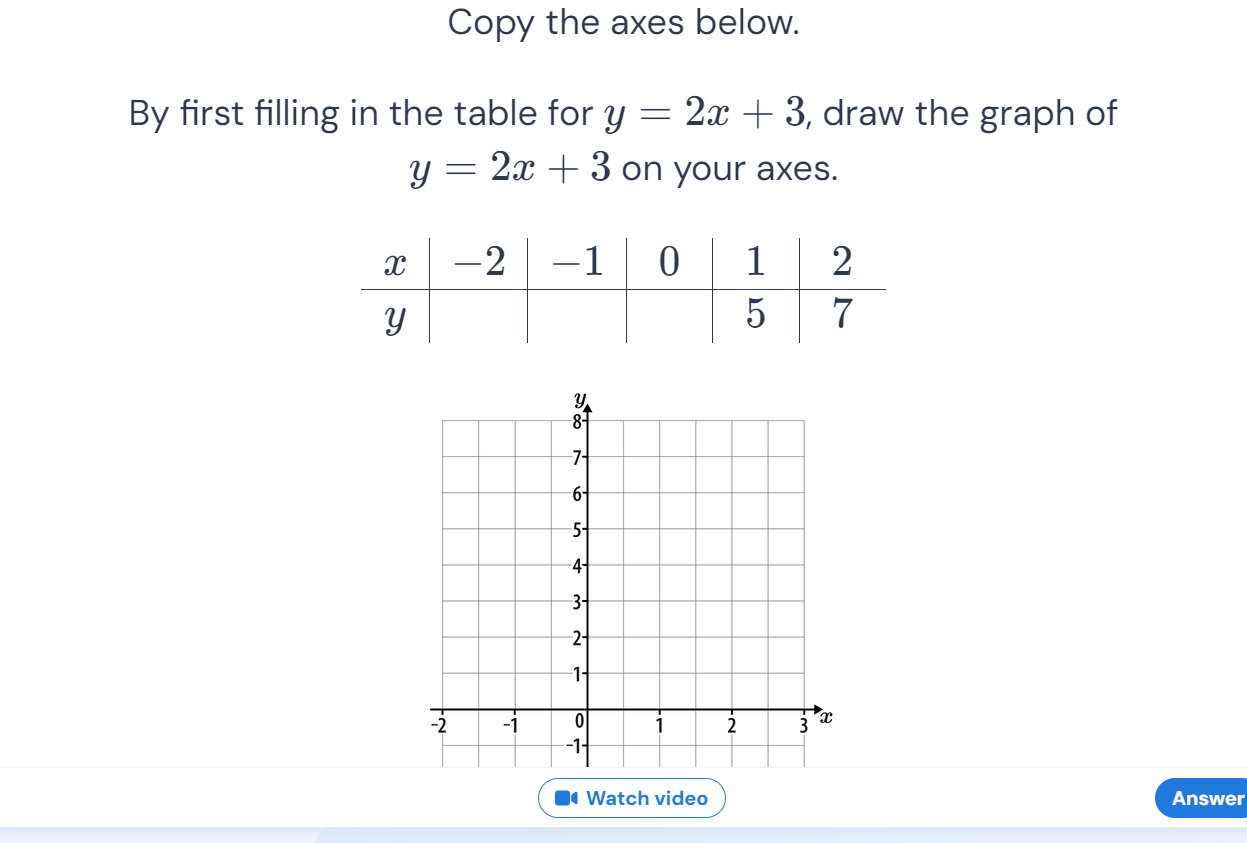 Copy the axes below.
By first filling in the table for y = 2x + 3, draw the graph of
y = 2x + 3 on your axes.
x −2 −1 0 1 2
y 5 7
y
8
7
6
5
4
3
2
1
-2 -1 0 1 2 3 x
-1
Watch video
Answer